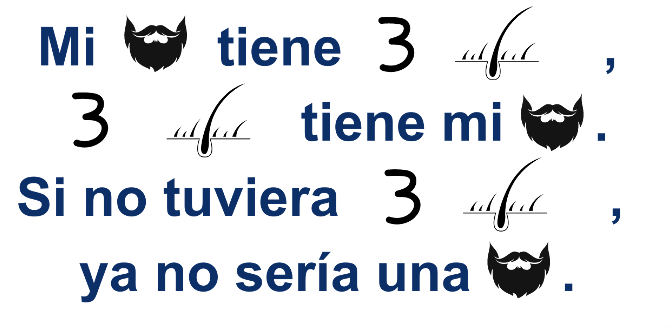 Mi tiene 3 ,
3 tiene mi .
Si no tuviera 3 ,
ya no sería una .